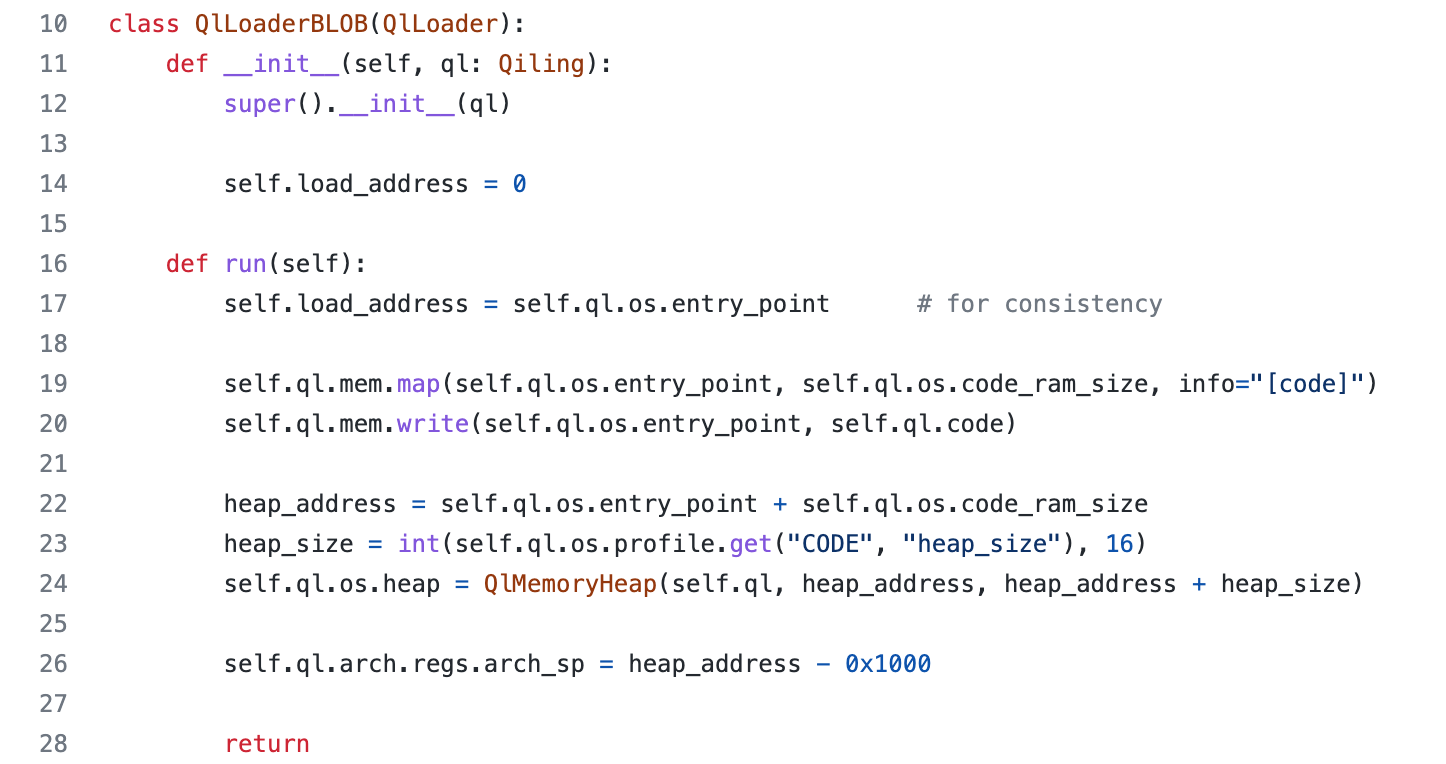 10 class QlLoaderBLOB(QlLoader):
11     def __init__(self, ql: Qiling):
12         super().__init__(ql)
13
14         self.load_address = 0
15
16     def run(self):
17         self.load_address = self.ql.os.entry_point      # for consistency
18
19         self.ql.mem.map(self.ql.os.entry_point, self.ql.os.code_ram_size, info="[code]")
20         self.ql.mem.write(self.ql.os.entry_point, self.ql.code)
21
22         heap_address = self.ql.os.entry_point + self.ql.os.code_ram_size
23         heap_size = int(self.ql.os.profile.get("CODE", "heap_size"), 16)
24         self.ql.os.heap = QlMemoryHeap(self.ql, heap_address, heap_address + heap_size)
25
26         self.ql.arch.regs.arch_sp = heap_address - 0x1000
27
28         return